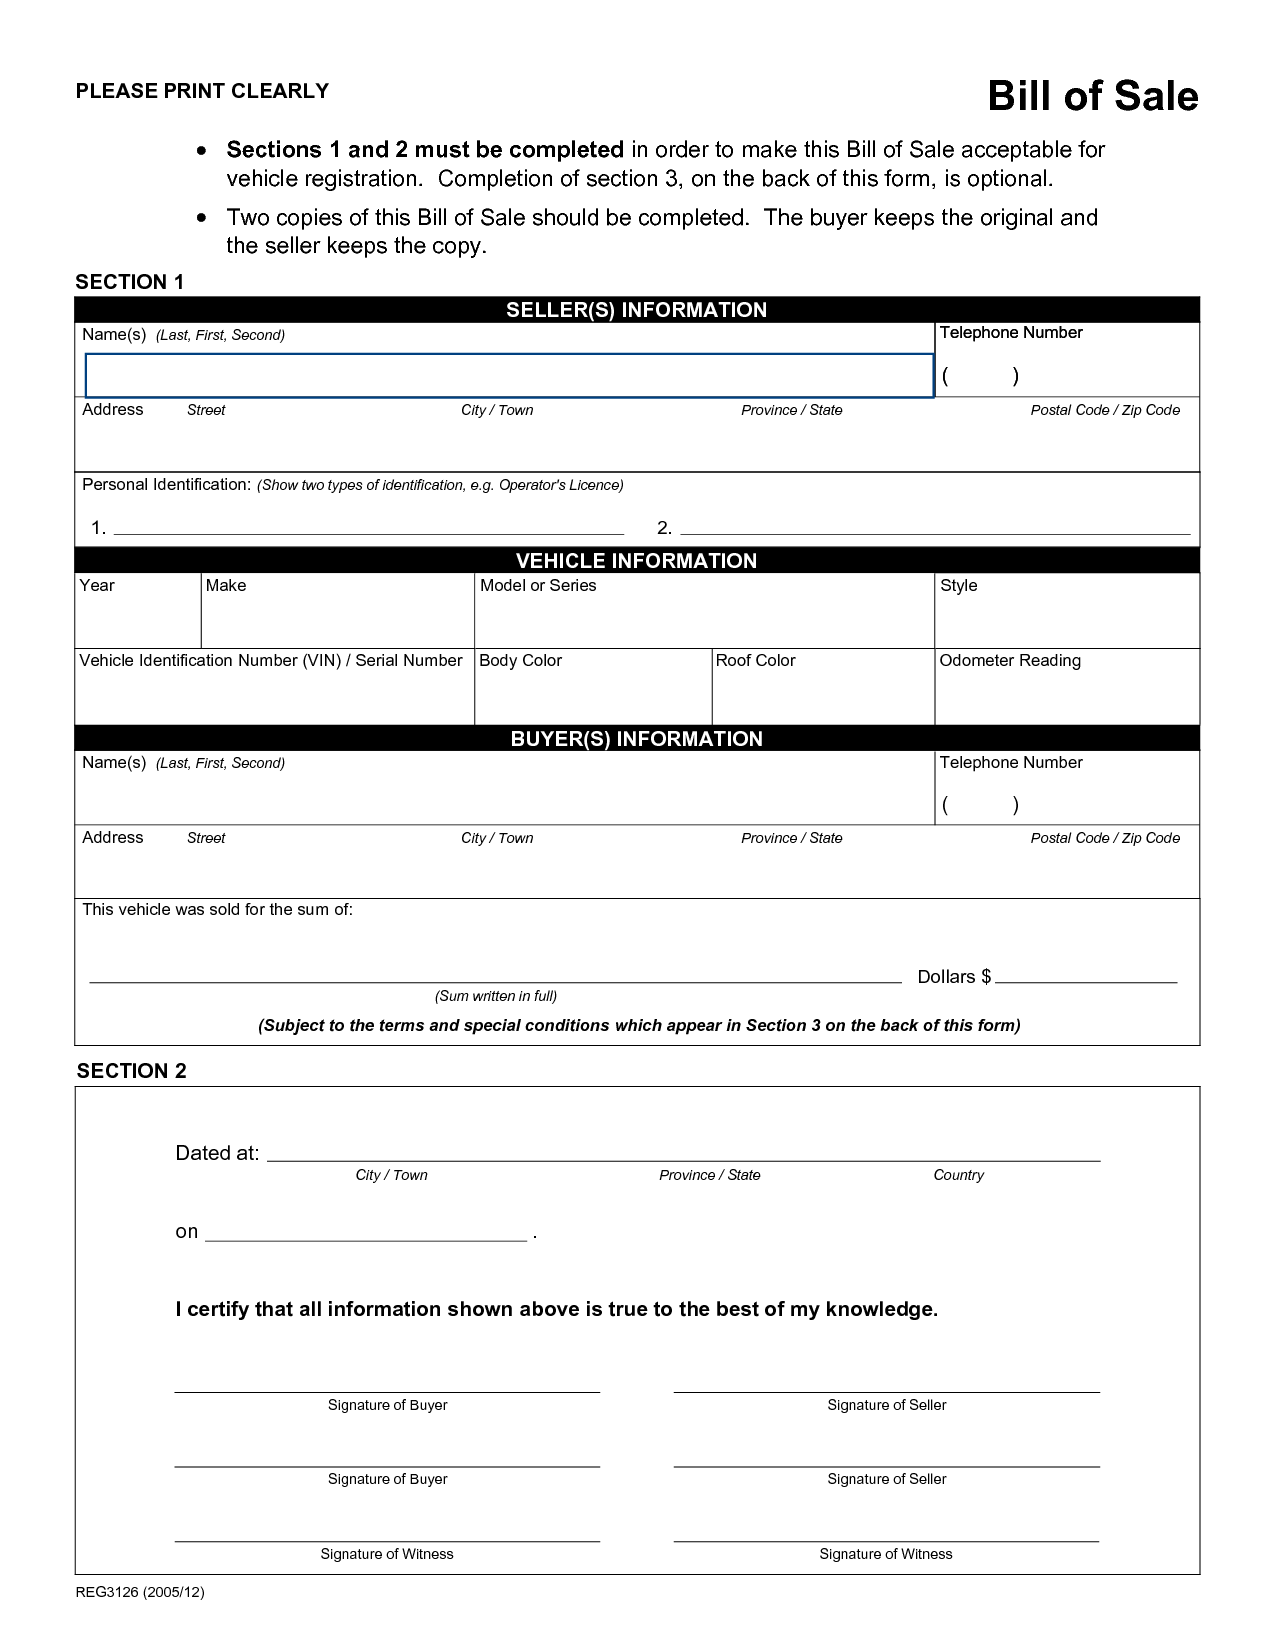 PLEASE PRINT CLEARLY
Bill of Sale
• Sections 1 and 2 must be completed in order to make this Bill of Sale acceptable for
vehicle registration. Completion of section 3, on the back of this form, is optional.
• Two copies of this Bill of Sale should be completed. The buyer keeps the original and
the seller keeps the copy.
SECTION 1
SELLER(S) INFORMATION
Name(s) (Last, First, Second) Telephone Number
( )
Address Street City / Town Province / State Postal Code / Zip Code
Personal Identification: (Show two types of identification, e.g. Operator's Licence)
1. 2.
VEHICLE INFORMATION
Year Make Model or Series Style
Vehicle Identification Number (VIN) / Serial Number Body Color Roof Color Odometer Reading
BUYER(S) INFORMATION
Name(s) (Last, First, Second) Telephone Number
( )
Address Street City / Town Province / State Postal Code / Zip Code
This vehicle was sold for the sum of:
Dollars $
(Sum written in full)
(Subject to the terms and special conditions which appear in Section 3 on the back of this form)
SECTION 2
Dated at:
City / Town Province / State Country
on .
I certify that all information shown above is true to the best of my knowledge.
Signature of Buyer Signature of Seller
Signature of Buyer Signature of Seller
Signature of Witness Signature of Witness
REG3126 (2005/12)